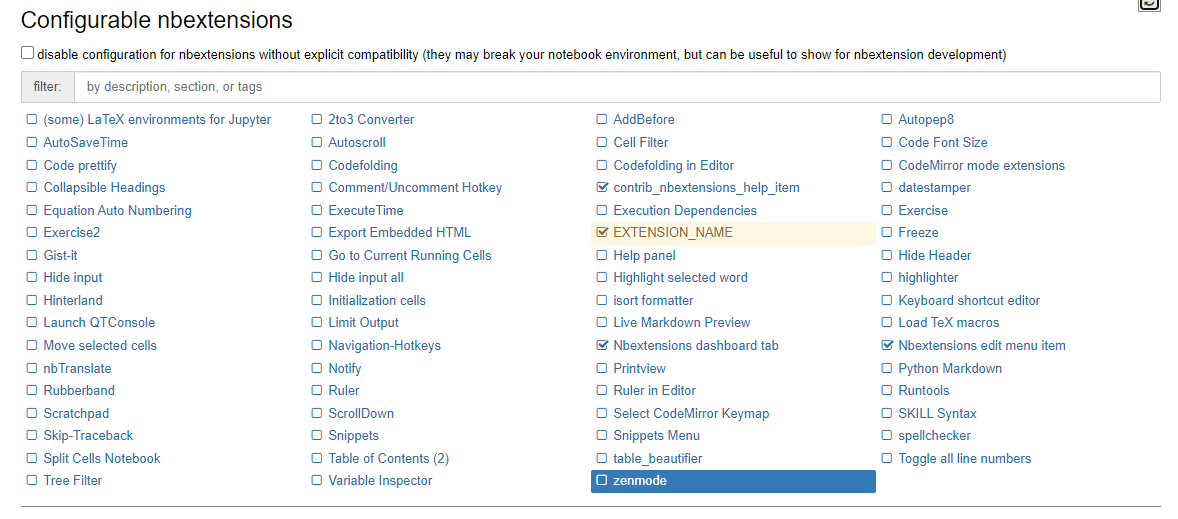 Configurable nbextensions
disable configuration for nbextensions without explicit compatibility (they may break your notebook environment, but can be useful to show for nbextension development)
filter: by description, section, or tags
(some) LaTeX environments for Jupyter 2to3 Converter AddBefore Autopep8
AutoSaveTime Autoscroll Cell Filter Code Font Size
Code prettify Codefolding Codefolding in Editor CodeMirror mode extensions
Collapsible Headings Comment/Uncomment Hotkey contrib_nbextensions_help_item datestamper
Equation Auto Numbering ExecuteTime Execution Dependencies Exercise
Exercise2 Export Embedded HTML EXTENSION_NAME Freeze
Gist-it Go to Current Running Cells Help panel Hide Header
Hide input Hide input all Highlight selected word highlighter
Hinterland Initialization cells isort formatter Keyboard shortcut editor
Launch QTConsole Limit Output Live Markdown Preview Load TeX macros
Move selected cells Navigation-Hotkeys Nbextensions dashboard tab Nbextensions edit menu item
nbTranslate Notify Printview Python Markdown
Rubberband Ruler Ruler in Editor Runtools
Scratchpad ScrollDown Select CodeMirror Keymap SKILL Syntax
Skip-Traceback Snippets Snippets Menu spellchecker
Split Cells Notebook Table of Contents (2) table_beautifier Toggle all line numbers
Tree Filter Variable Inspector zenmode